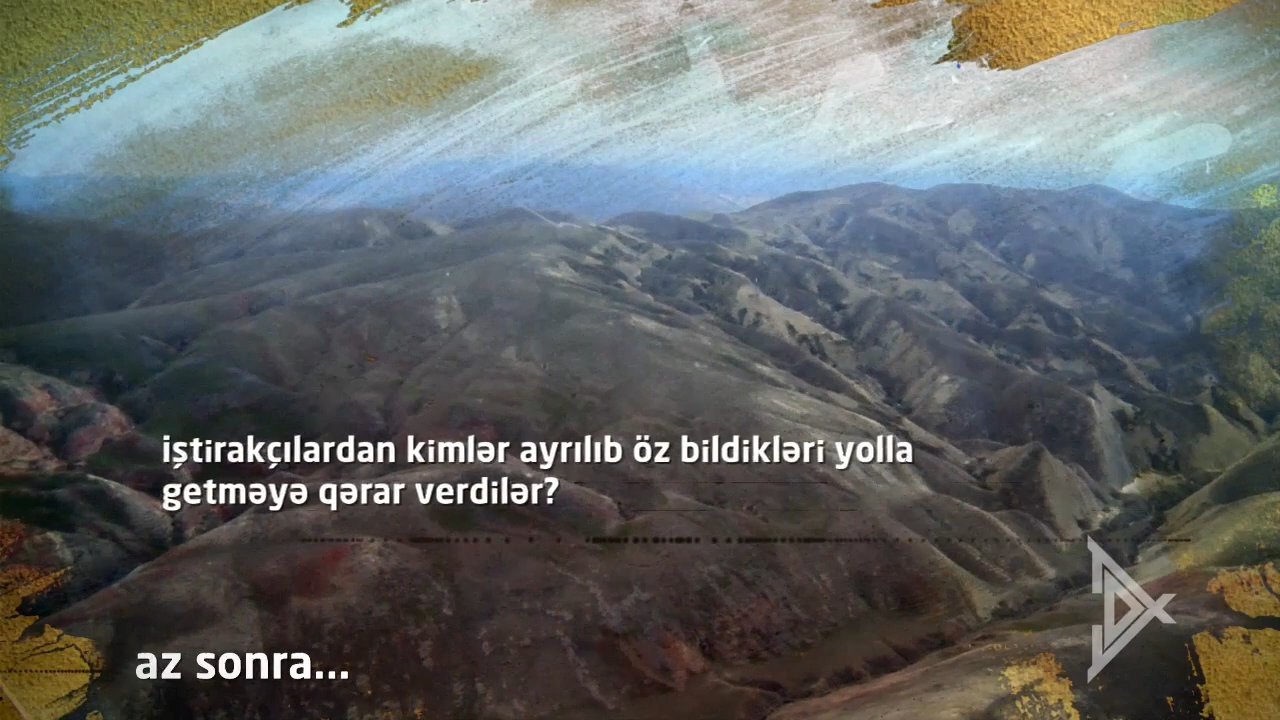 iştirakçılardan kimlər ayrılıb öz bildikləri yolla
getməyə qərar verdilər?
az sonra...